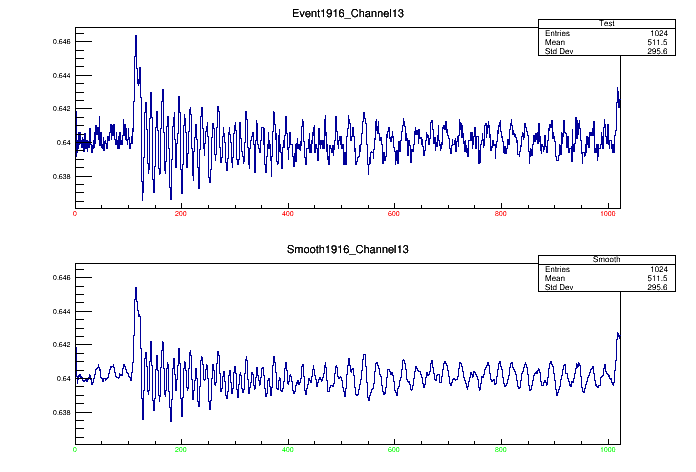 Event1916_Channel13
Test
Entries 1024
Mean 511.5
Std Dev 295.6
0.646
0.644
0.642
0.64
0.638
0 200 400 600 800 1000
Smooth1916_Channel13
Smooth
Entries 1024
Mean 511.5
Std Dev 295.6
0.646
0.644
0.642
0.64
0.638
0 200 400 600 800 1000